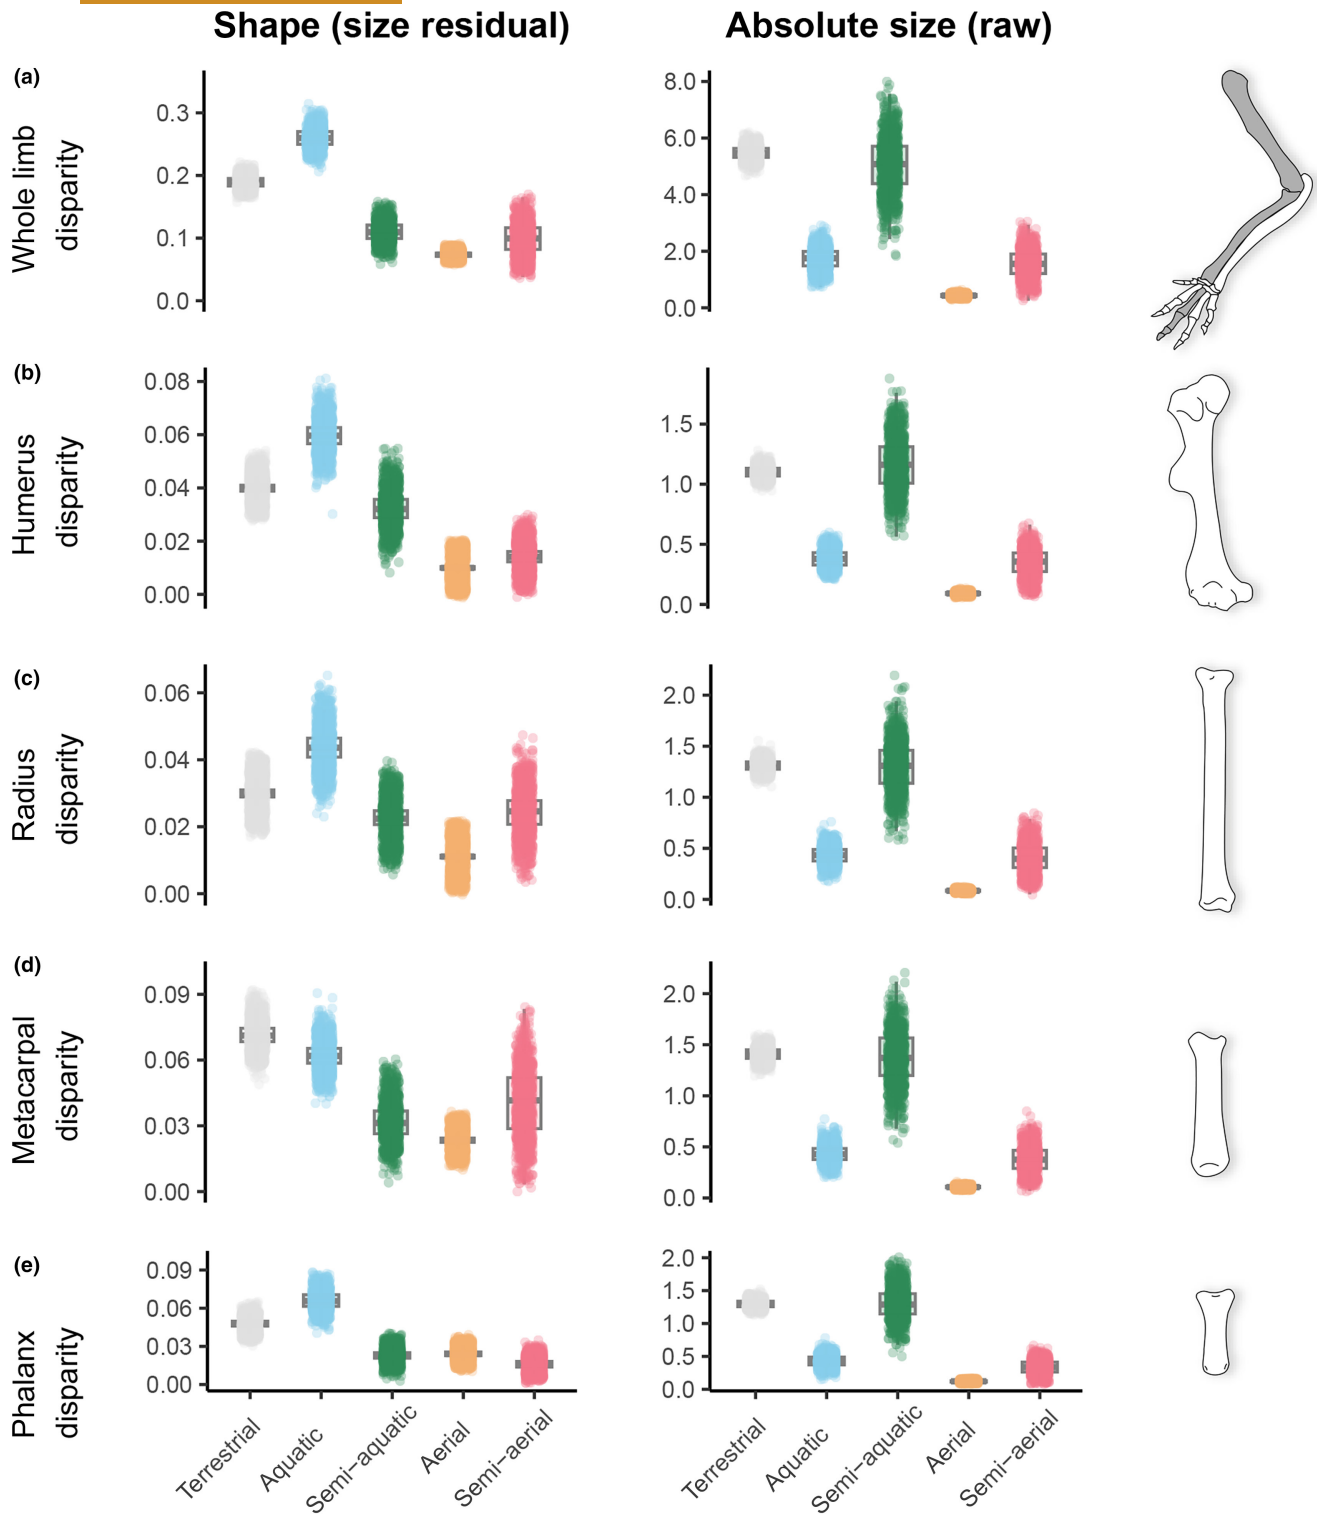 Shape (size residual)
Absolute size (raw)
(a)
Whole limb
disparity
0.3
0.2
0.1
0.0
8.0
6.0
4.0
2.0
0.0
(b)
Humerus
disparity
0.08
0.06
0.04
0.02
0.00
1.5
1.0
0.5
0.0
(c)
Radius
disparity
0.06
0.04
0.02
0.00
2.0
1.5
1.0
0.5
0.0
(d)
Metacarpal
disparity
0.09
0.06
0.03
0.00
2.0
1.5
1.0
0.5
0.0
(e)
Phalanx
disparity
0.09
0.06
0.03
0.00
2.0
1.5
1.0
0.5
0.0
Terrestrial
Aquatic
Semi−aquatic
Aerial
Semi−aerial
Terrestrial
Aquatic
Semi−aquatic
Aerial
Semi−aerial